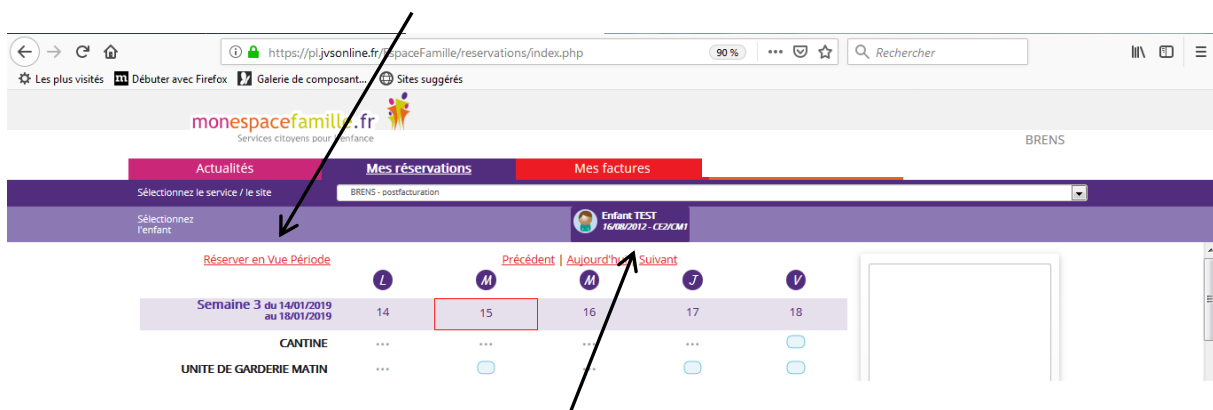 https://pl.jvsonline.fr/EspaceFamille/reservations/index.php 90 % ... Rechercher
Les plus visités Débuter avec Firefox Galerie de composant... Sites suggérés
monespacefamille.fr
Services citoyens pour l'enfance
BRENS
Actualités Mes réservations Mes factures
Sélectionnez le service / le site BRENS - postfacturation
Sélectionnez
l'enfant
Enfant TEST
16/08/2012 - CE2/CM1
Réserver en Vue Période Précédent | Aujourd'hui Suivant
L M M J V
Semaine 3 du 14/01/2019
au 18/01/2019
14 15 16 17 18
CANTINE ... ... ... ...
UNITE DE GARDERIE MATIN ... ...